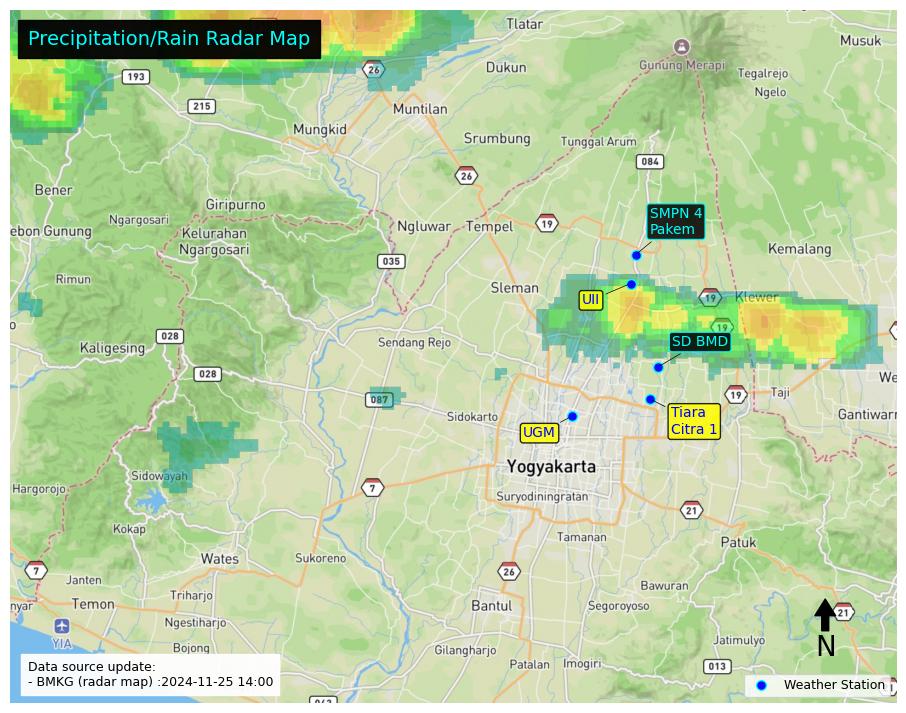 Precipitation/Rain Radar Map
Tlatar
Musuk
26
Dukun
Gunung Merapi
Tegalrejo
193
Ngelo
215
Muntilan
Mungkid
Srumbung
Tunggal Arum
084
26
Bener
Giripurno
SMPN 4
Pakem
Ngargosari
Ngluwar
Tempel
19
ebon Gunung
Kelurahan
Ngargosari
Kemalang
035
Rimun
Sleman
UII
19
Klewer
19
028
Sendang Rejo
SD BMD
Kaligesing
028
We
Taji
087
19
Sidokarto
Tiara
Citra 1
Gantiwarn
UGM
Yogyakarta
Sidowayah
Hargorojo
7
Suryodiningratan
21
Kokap
Tamanan
Patuk
Wates
Sukoreno
7
26
Janten
Bawuran
Triharjo
nyar
Temon
Bantul
Segoroyoso
21
Ngestiharjo
YIA
N
Jatimulyo
Bojong
Gilangharjo
Patalan
Imogiri
013
Data source update:
- BMKG (radar map) :2024-11-25 14:00
Weather Station